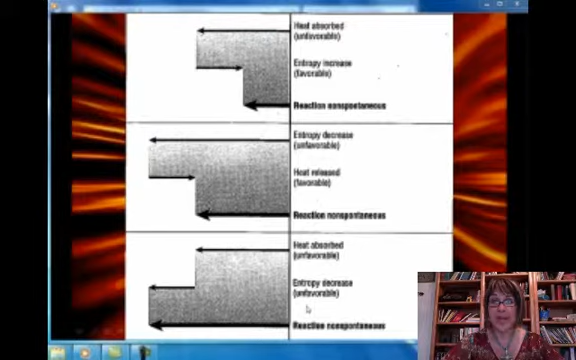 Heat absorbed
(unfavorable)
Entropy increase
(favorable)
Reaction nonspontaneous
Entropy decrease
(unfavorable)
Heat released
(favorable)
Reaction nonspontaneous
Heat absorbed
(unfavorable)
Entropy decrease
(unfavorable)
Reaction nonspontaneous